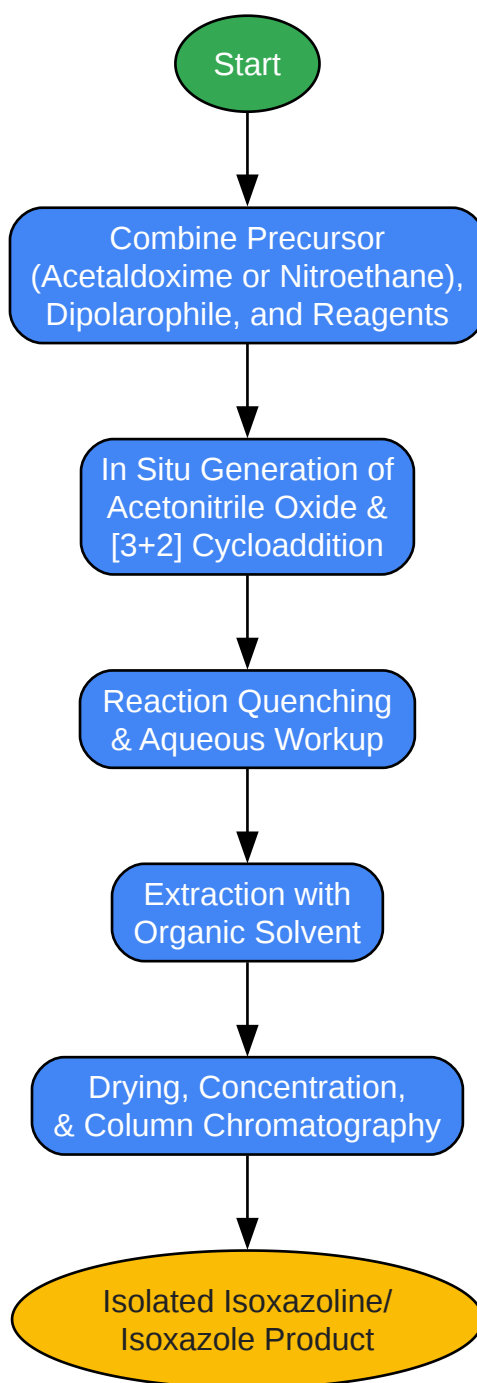 Start
Combine Precursor
(Acetaldoxime or Nitroethane),
Dipolarophile, and Reagents
In Situ Generation of
Acetonitrile Oxide &
[3+2] Cycloaddition
Reaction Quenching
& Aqueous Workup
Extraction with
Organic Solvent
Drying, Concentration,
& Column Chromatography
Isolated Isoxazoline/
Isoxazole Product